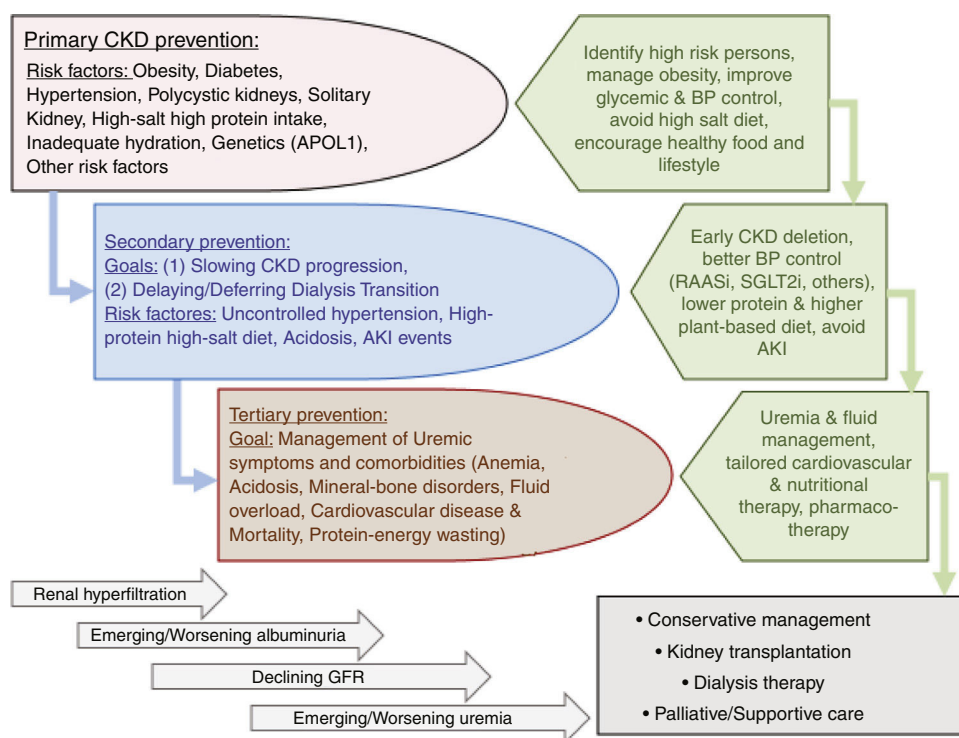 Primary CKD prevention:
Risk factors: Obesity, Diabetes,
Hypertension, Polycystic kidneys, Solitary
Kidney, High-salt high protein intake,
Inadequate hydration, Genetics (APOL1),
Other risk factors
Identify high risk persons,
manage obesity, improve
glycemic & BP control,
avoid high salt diet,
encourage healthy food and
lifestyle
Secondary prevention:
Goals: (1) Slowing CKD progression,
(2) Delaying/Deferring Dialysis Transition
Risk factores: Uncontrolled hypertension, High-
protein high-salt diet, Acidosis, AKI events
Early CKD deletion,
better BP control
(RAASi, SGLT2i, others),
lower protein & higher
plant-based diet, avoid
AKI
Tertiary prevention:
Goal: Management of Uremic
symptoms and comorbidities (Anemia,
Acidosis, Mineral-bone disorders, Fluid
overload, Cardiovascular disease &
Mortality, Protein-energy wasting)
Uremia & fluid
management,
tailored cardiovascular
& nutritional
therapy, pharmaco-
therapy
Renal hyperfiltration
Emerging/Worsening albuminuria
Declining GFR
Emerging/Worsening uremia
• Conservative management
• Kidney transplantation
• Dialysis therapy
• Palliative/Supportive care